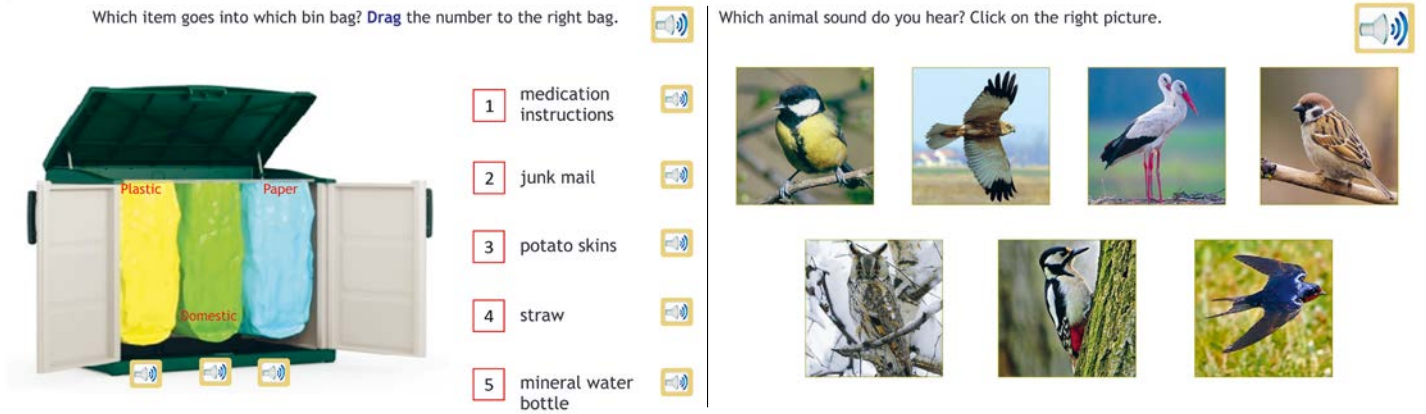 Which item goes into which bin bag? Drag the number to the right bag.
1 medication
instructions
2 junk mail
3 potato skins
4 straw
5 mineral water
bottle
Plastic
Paper
Domestic
Which animal sound do you hear? Click on the right picture.